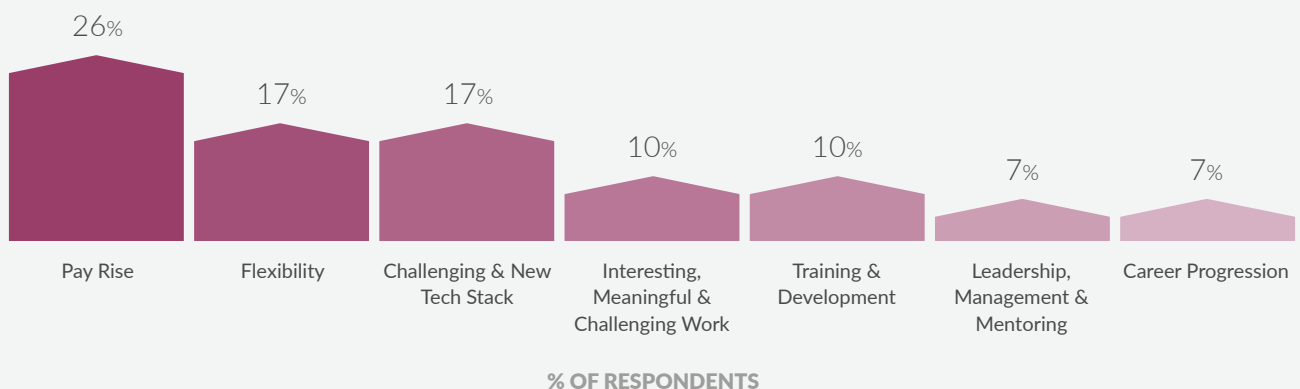 26%
17%
17%
10%
10%
7%
7%
Pay Rise
Flexibility
Challenging & New
Tech Stack
Interesting,
Meaningful &
Challenging Work
Training &
Development
Leadership,
Management &
Mentoring
Career Progression
% OF RESPONDENTS